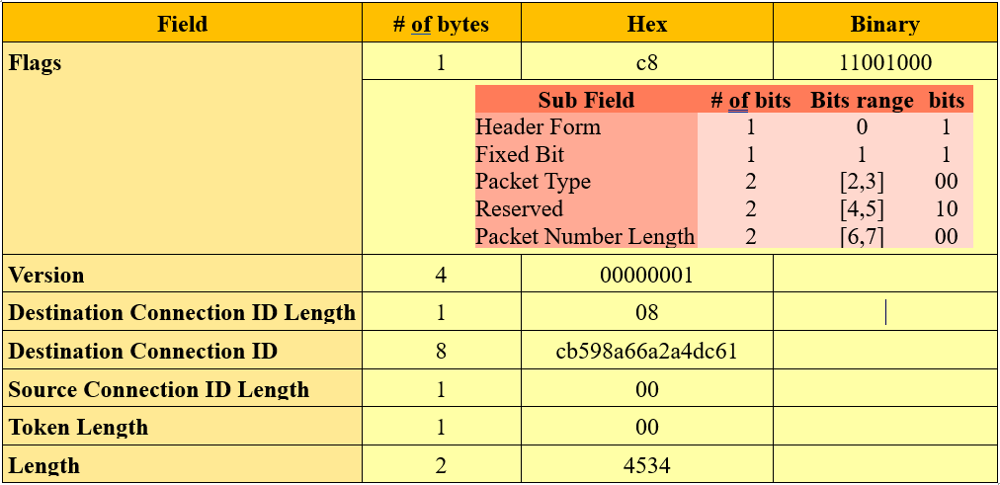 Field # of bytes Hex Binary
Flags 1 c8 11001000
Sub Field # of bits Bits range bits
Header Form 1 0 1
Fixed Bit 1 1 1
Packet Type 2 [2,3] 00
Reserved 2 [4,5] 10
Packet Number Length 2 [6,7] 00
Version 4 00000001
Destination Connection ID Length 1 08
Destination Connection ID 8 cb598a66a2a4dc61
Source Connection ID Length 1 00
Token Length 1 00
Length 2 4534